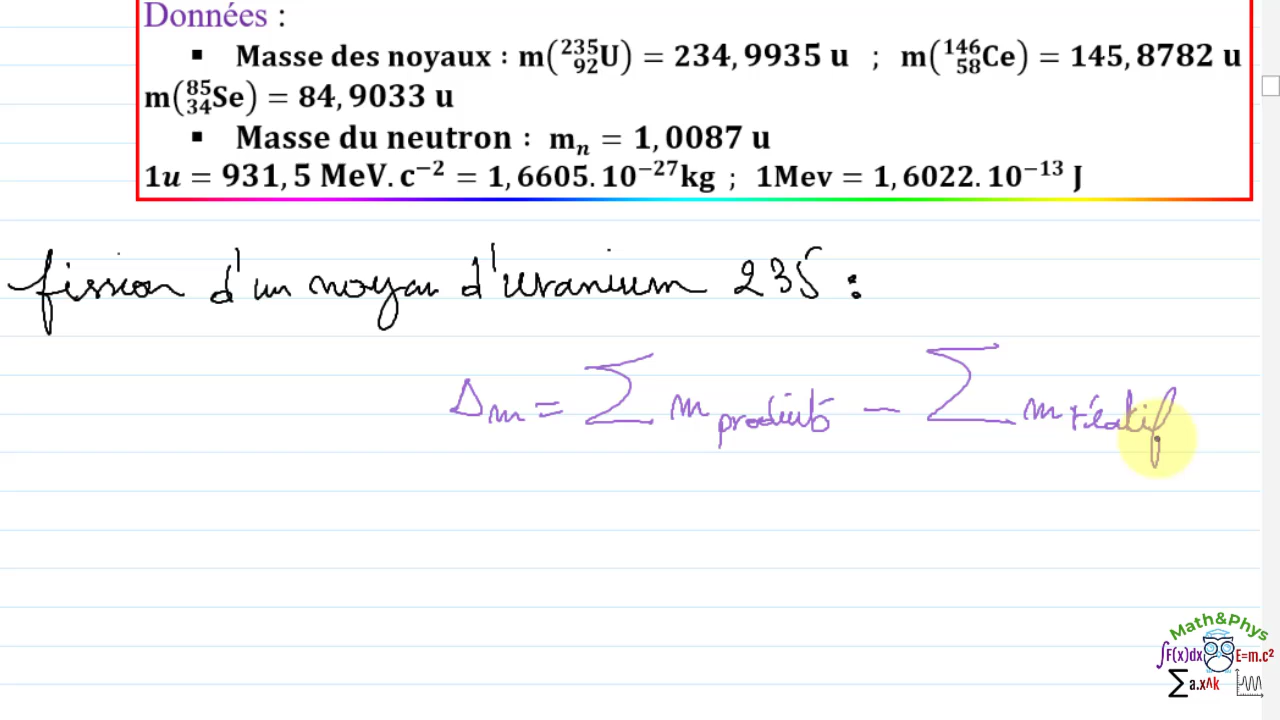 Données :
▪ Masse des noyaux : m(²³⁵₉₂U) = 234,9935 u ; m(¹⁴⁶₅₈Ce) = 145,8782 u
m(⁸⁵₃₄Se) = 84,9033 u
▪ Masse du neutron : mₙ = 1,0087 u
1u = 931,5 MeV.c⁻² = 1,6605.10⁻²⁷kg ; 1Mev = 1,6022.10⁻¹³ J
fission d'un noyau d'uranium 235 :
Δm = Σ m produits − Σ m réatif
Math&Phys
∫F(x)dx E=m.c²
∑ a.x∧k